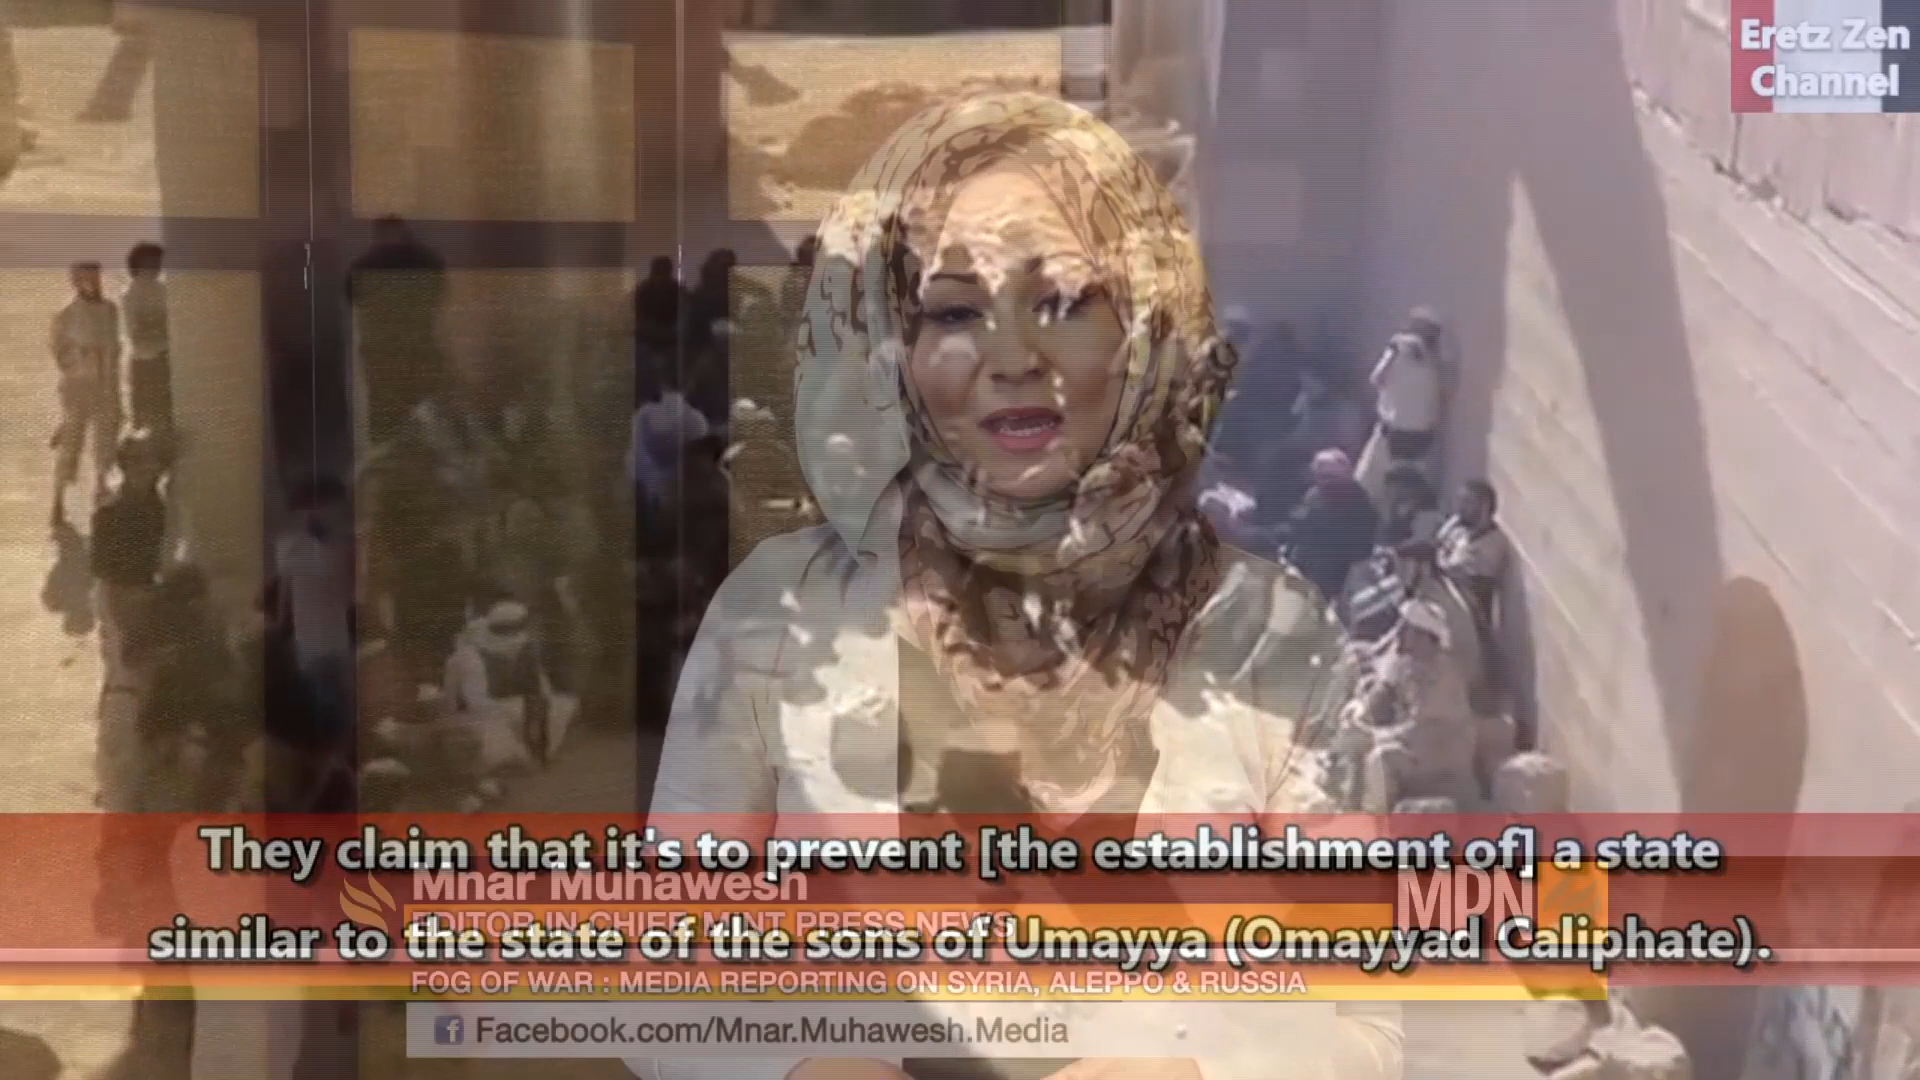 Eretz Zen
Channel
They claim that it's to prevent [the establishment of] a state
similar to the state of the sons of Umayya (Omayyad Caliphate).
Mnar Muhawesh
EDITOR IN CHIEF MINT PRESS NEWS
MPN
FOG OF WAR : MEDIA REPORTING ON SYRIA, ALEPPO & RUSSIA
Facebook.com/Mnar.Muhawesh.Media